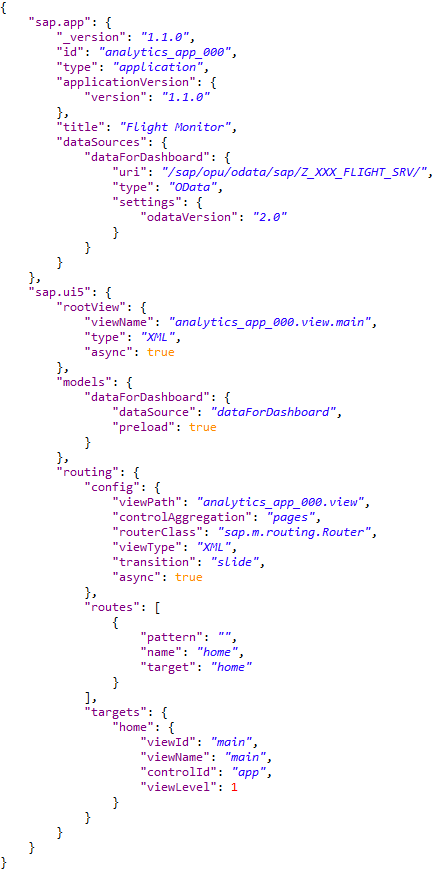 {
    "sap.app": {
        "_version": "1.1.0",
        "id": "analytics_app_000",
        "type": "application",
        "applicationVersion": {
            "version": "1.1.0"
        },
        "title": "Flight Monitor",
        "dataSources": {
            "dataForDashboard": {
                "uri": "/sap/opu/odata/sap/Z_XXX_FLIGHT_SRV/",
                "type": "OData",
                "settings": {
                    "odataVersion": "2.0"
                }
            }
        }
    },
    "sap.ui5": {
        "rootView": {
            "viewName": "analytics_app_000.view.main",
            "type": "XML",
            "async": true
        },
        "models": {
            "dataForDashboard": {
                "dataSource": "dataForDashboard",
                "preload": true
            }
        },
        "routing": {
            "config": {
                "viewPath": "analytics_app_000.view",
                "controlAggregation": "pages",
                "routerClass": "sap.m.routing.Router",
                "viewType": "XML",
                "transition": "slide",
                "async": true
            },
            "routes": [
                {
                    "pattern": "",
                    "name": "home",
                    "target": "home"
                }
            ],
            "targets": {
                "home": {
                    "viewId": "main",
                    "viewName": "main",
                    "controlId": "app",
                    "viewLevel": 1
                }
            }
        }
    }
}